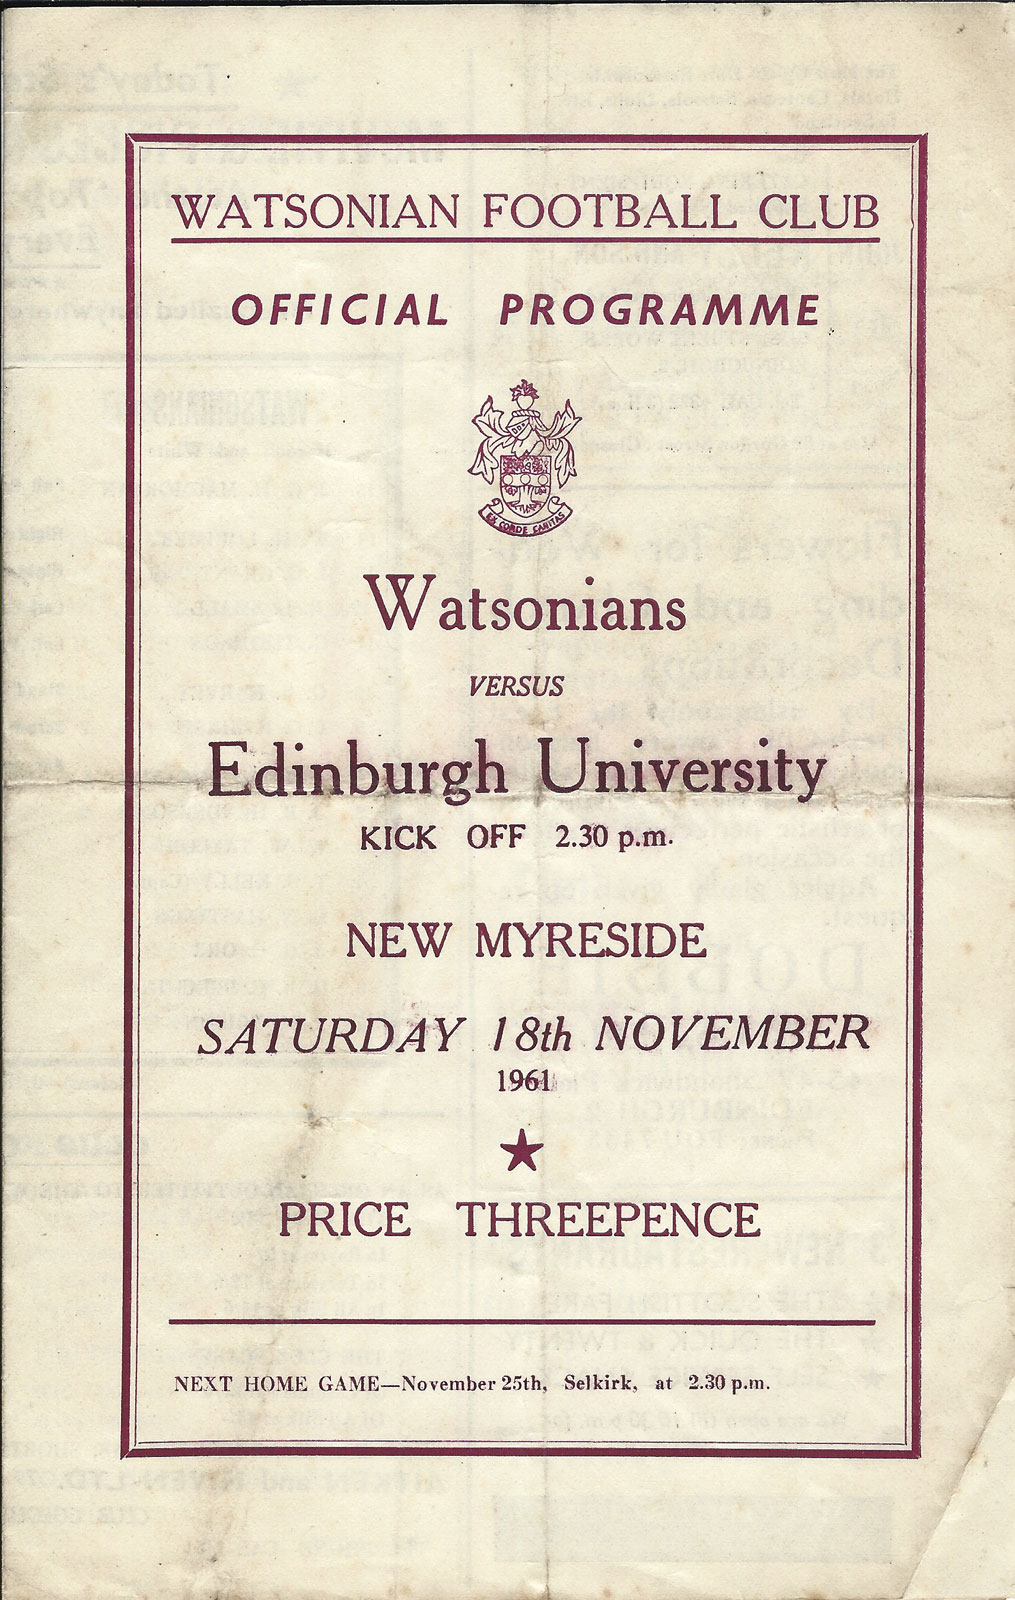 WATSONIAN FOOTBALL CLUB
OFFICIAL PROGRAMME
EX CORDE CARITAS
Watsonians
VERSUS
Edinburgh University
KICK OFF 2.30 p.m.
NEW MYRESIDE
SATURDAY 18th NOVEMBER
1961
PRICE THREEPENCE
NEXT HOME GAME—November 25th, Selkirk, at 2.30 p.m.